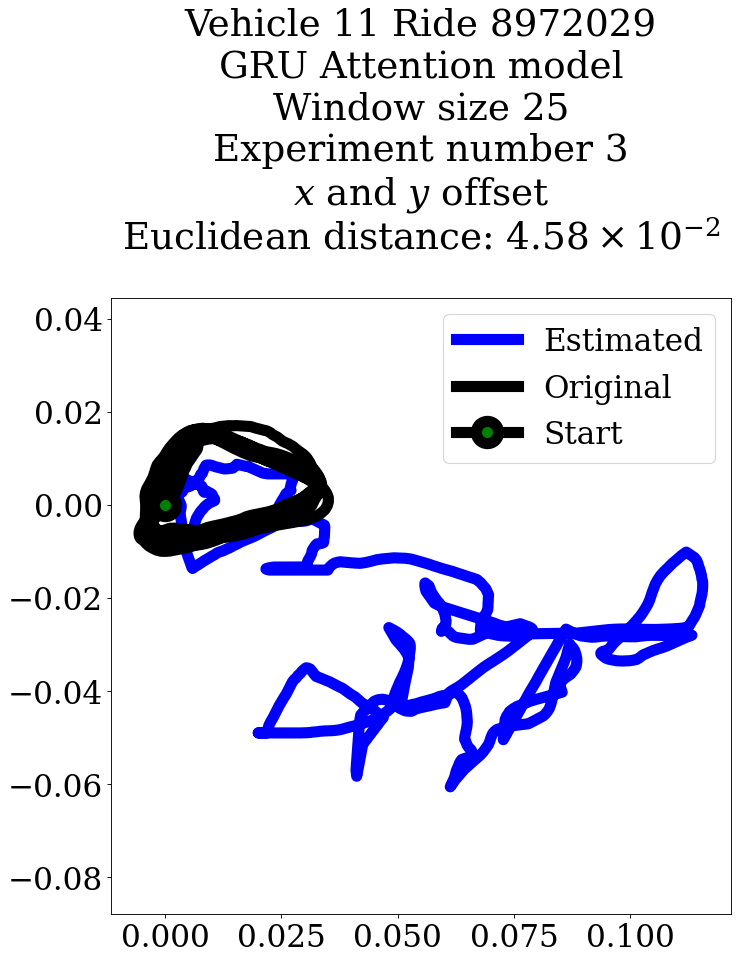 Vehicle 11 Ride 8972029
GRU Attention model
Window size 25
Experiment number 3
x and y offset
Euclidean distance: 4.58 × 10⁻²
Estimated
Original
Start
0.04
0.02
0.00
−0.02
−0.04
−0.06
−0.08
0.000 0.025 0.050 0.075 0.100